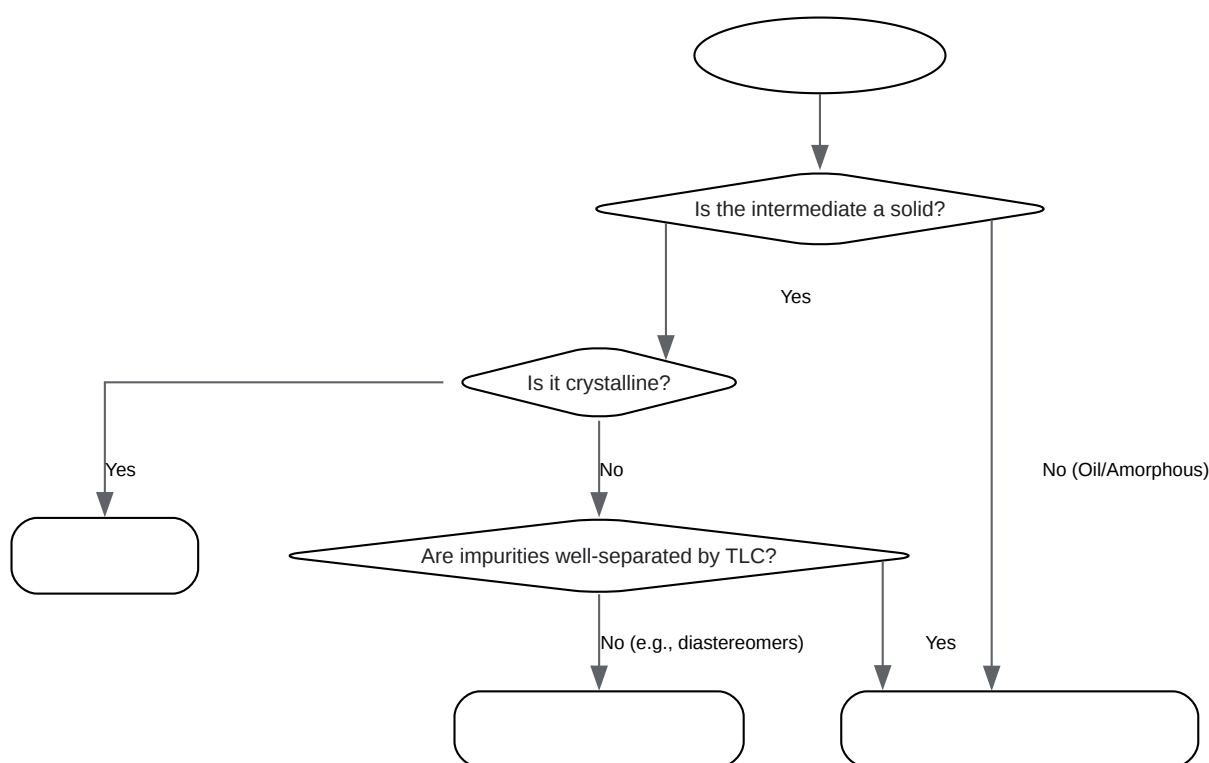 Is the intermediate a solid?
Yes
Is it crystalline?
Yes
No
No (Oil/Amorphous)
Are impurities well-separated by TLC?
No (e.g., diastereomers)
Yes